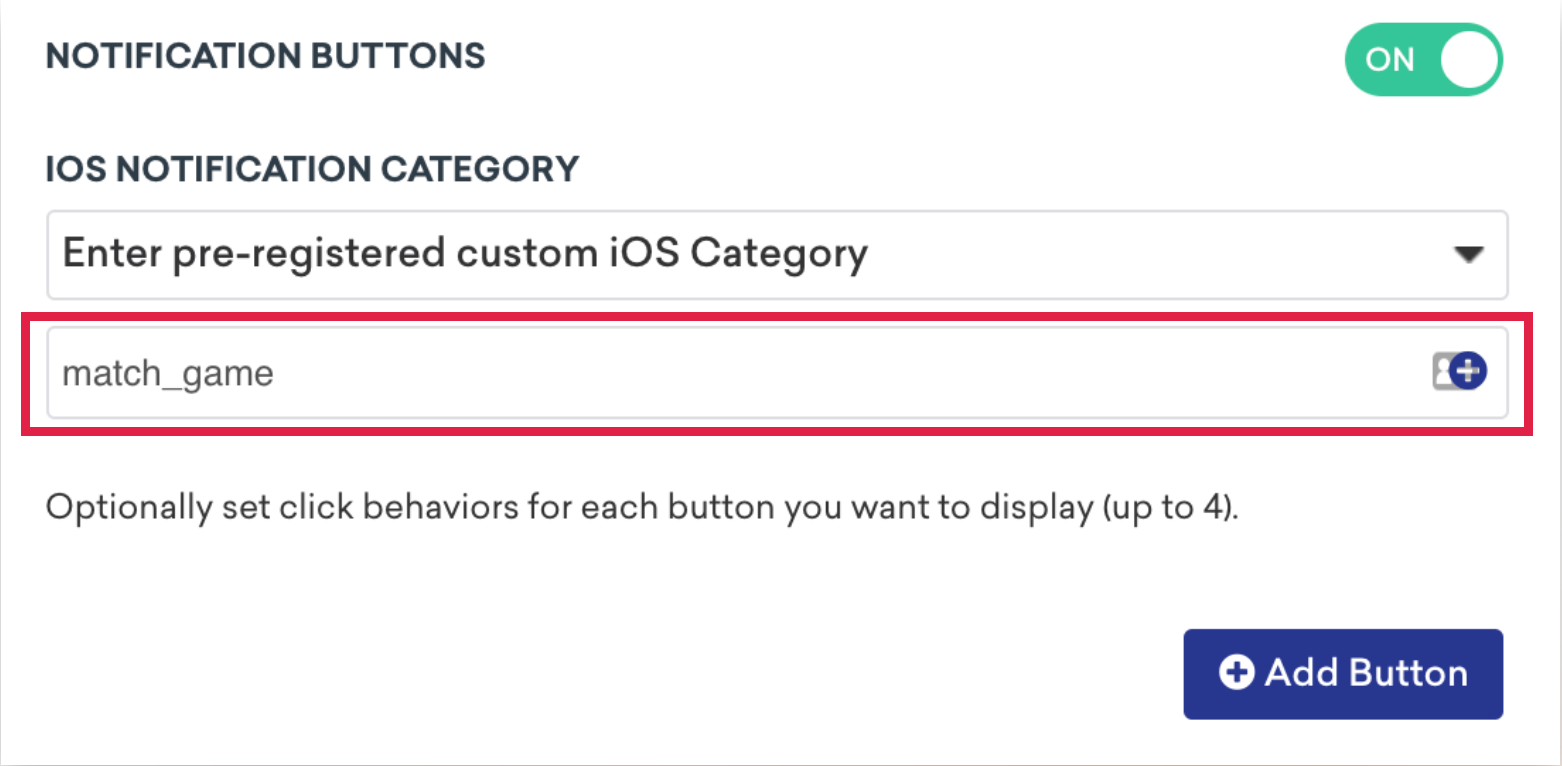 NOTIFICATION BUTTONS
ON
IOS NOTIFICATION CATEGORY
Enter pre-registered custom iOS Category
match_game
Optionally set click behaviors for each button you want to display (up to 4).
Add Button